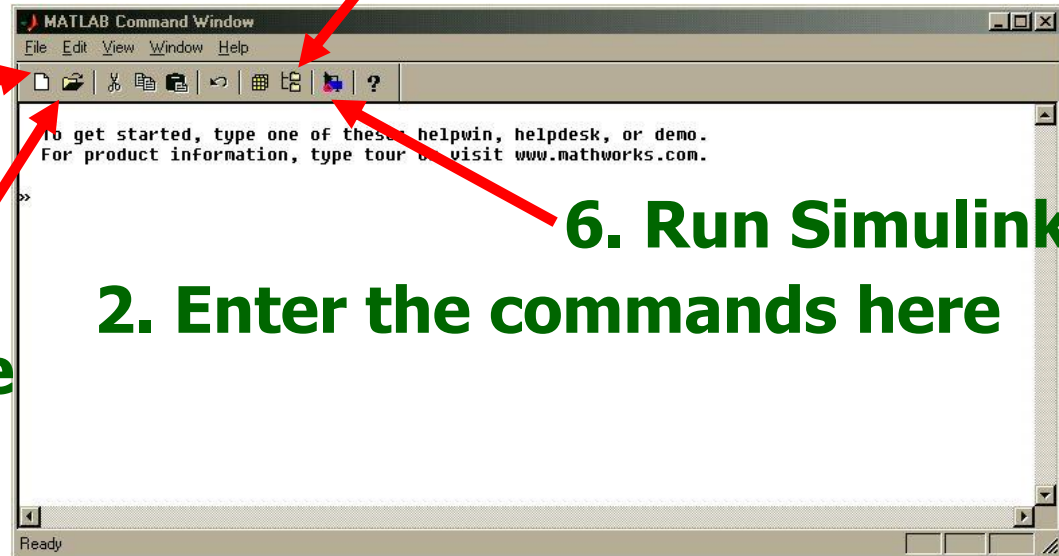 MATLAB Command Window
File Edit View Window Help
?
To get started, type one of these: helpwin, helpdesk, or demo.
For product information, type tour or visit www.mathworks.com.
»
6. Run Simulink
2. Enter the commands here
e
Ready